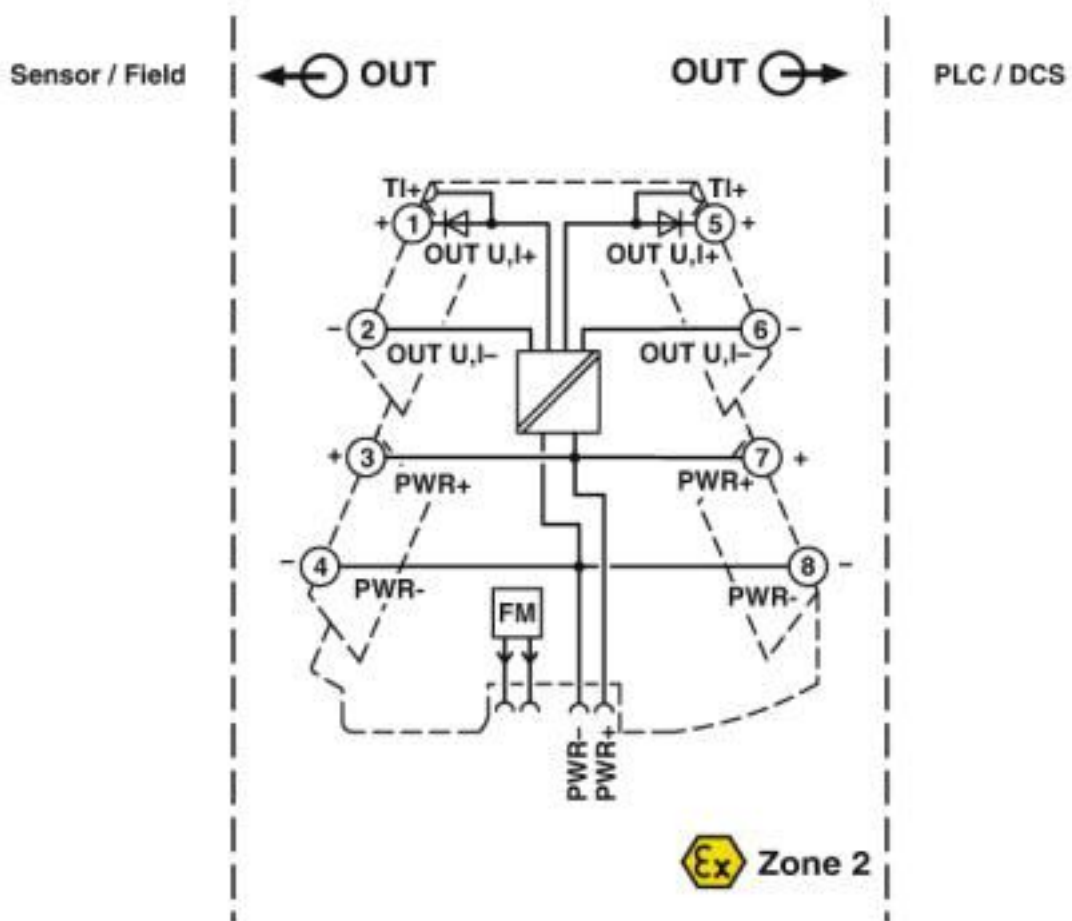 Sensor / Field
OUT
OUT
PLC / DCS
TI+
TI+
+ 1
5 +
OUT U,I+
OUT U,I+
– 2
6 –
OUT U,I–
OUT U,I–
+ 3
7 +
PWR+
PWR+
– 4
8 –
PWR-
PWR-
FM
PWR-
PWR+
Ex Zone 2